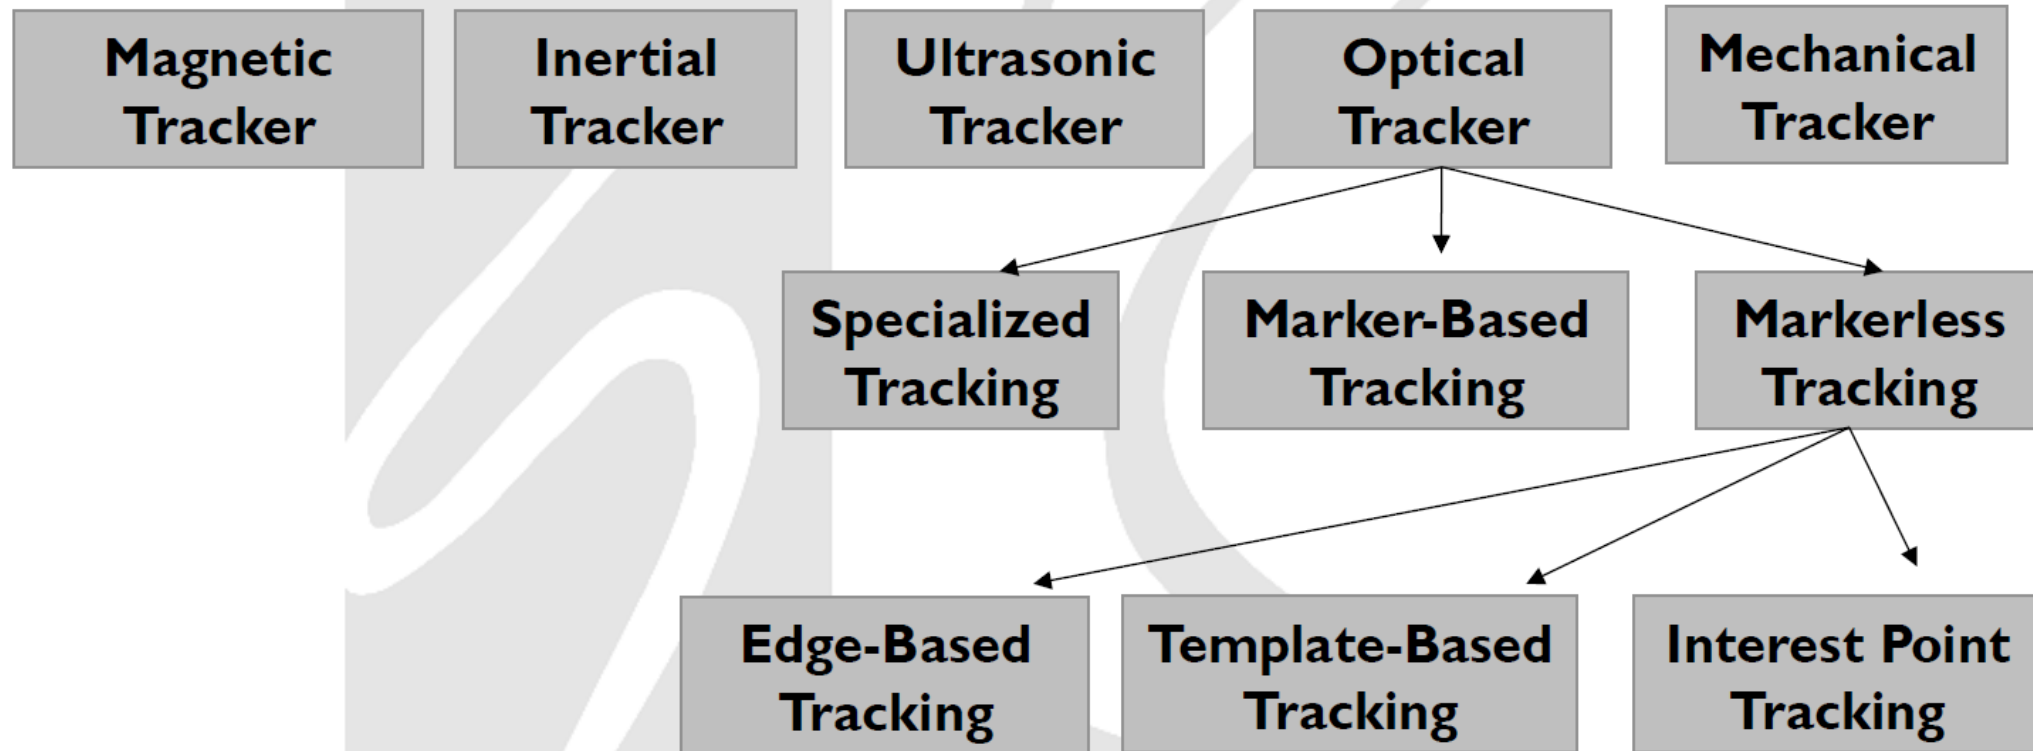 Magnetic
Tracker
Inertial
Tracker
Ultrasonic
Tracker
Optical
Tracker
Mechanical
Tracker
Specialized
Tracking
Marker-Based
Tracking
Markerless
Tracking
Edge-Based
Tracking
Template-Based
Tracking
Interest Point
Tracking